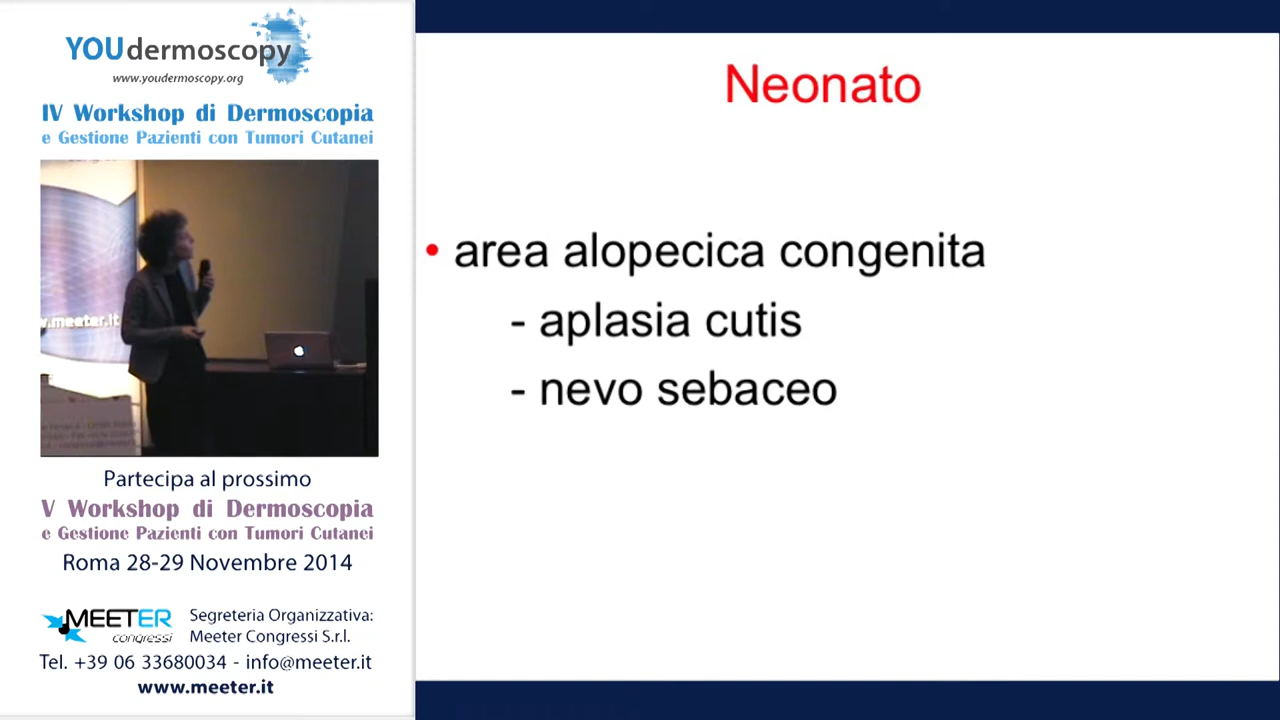 YOUdermoscopy
www.youdermoscopy.org
IV Workshop di Dermoscopia
e Gestione Pazienti con Tumori Cutanei
w.meeter.it
Partecipa al prossimo
V Workshop di Dermoscopia
e Gestione Pazienti con Tumori Cutanei
Roma 28-29 Novembre 2014
MEETER
congressi
Segreteria Organizzativa:
Meeter Congressi S.r.l.
Tel. +39 06 33680034 - info@meeter.it
www.meeter.it
Neonato
• area alopecica congenita
- aplasia cutis
- nevo sebaceo